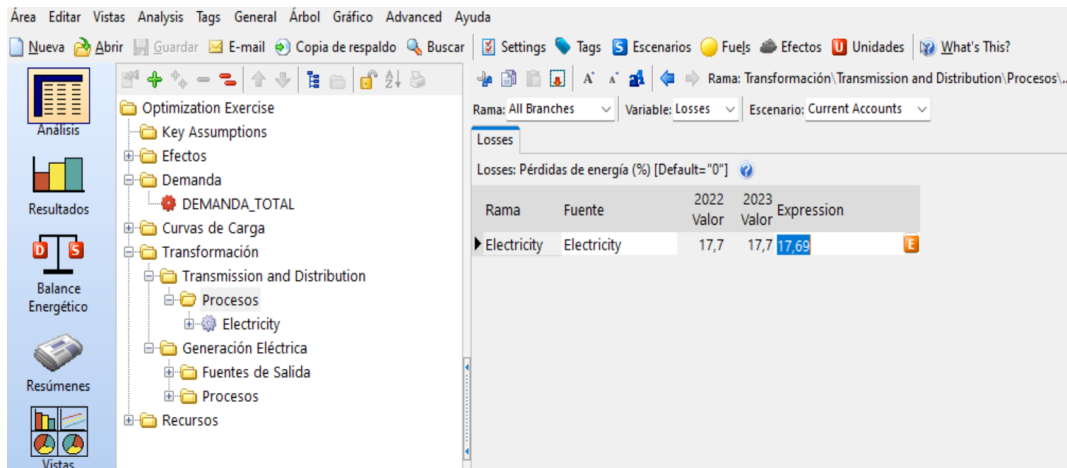 Área Editar Vistas Analysis Tags General Árbol Gráfico Advanced Ayuda
Nueva Abrir Guardar E-mail Copia de respaldo Buscar Settings Tags Escenarios Fuels Efectos Unidades What's This?
Rama: Transformación\Transmission and Distribution\Procesos\...
Análisis
Resultados
Balance
Energético
Resúmenes
Vistas
Optimization Exercise
Key Assumptions
Efectos
Demanda
DEMANDA_TOTAL
Curvas de Carga
Transformación
Transmission and Distribution
Procesos
Electricity
Generación Eléctrica
Fuentes de Salida
Procesos
Recursos
Rama: All Branches Variable: Losses Escenario: Current Accounts
Losses
Losses: Pérdidas de energía (%) [Default="0"]
Rama Fuente 2022 Valor 2023 Valor Expression
Electricity Electricity 17,7 17,7 17,69 E